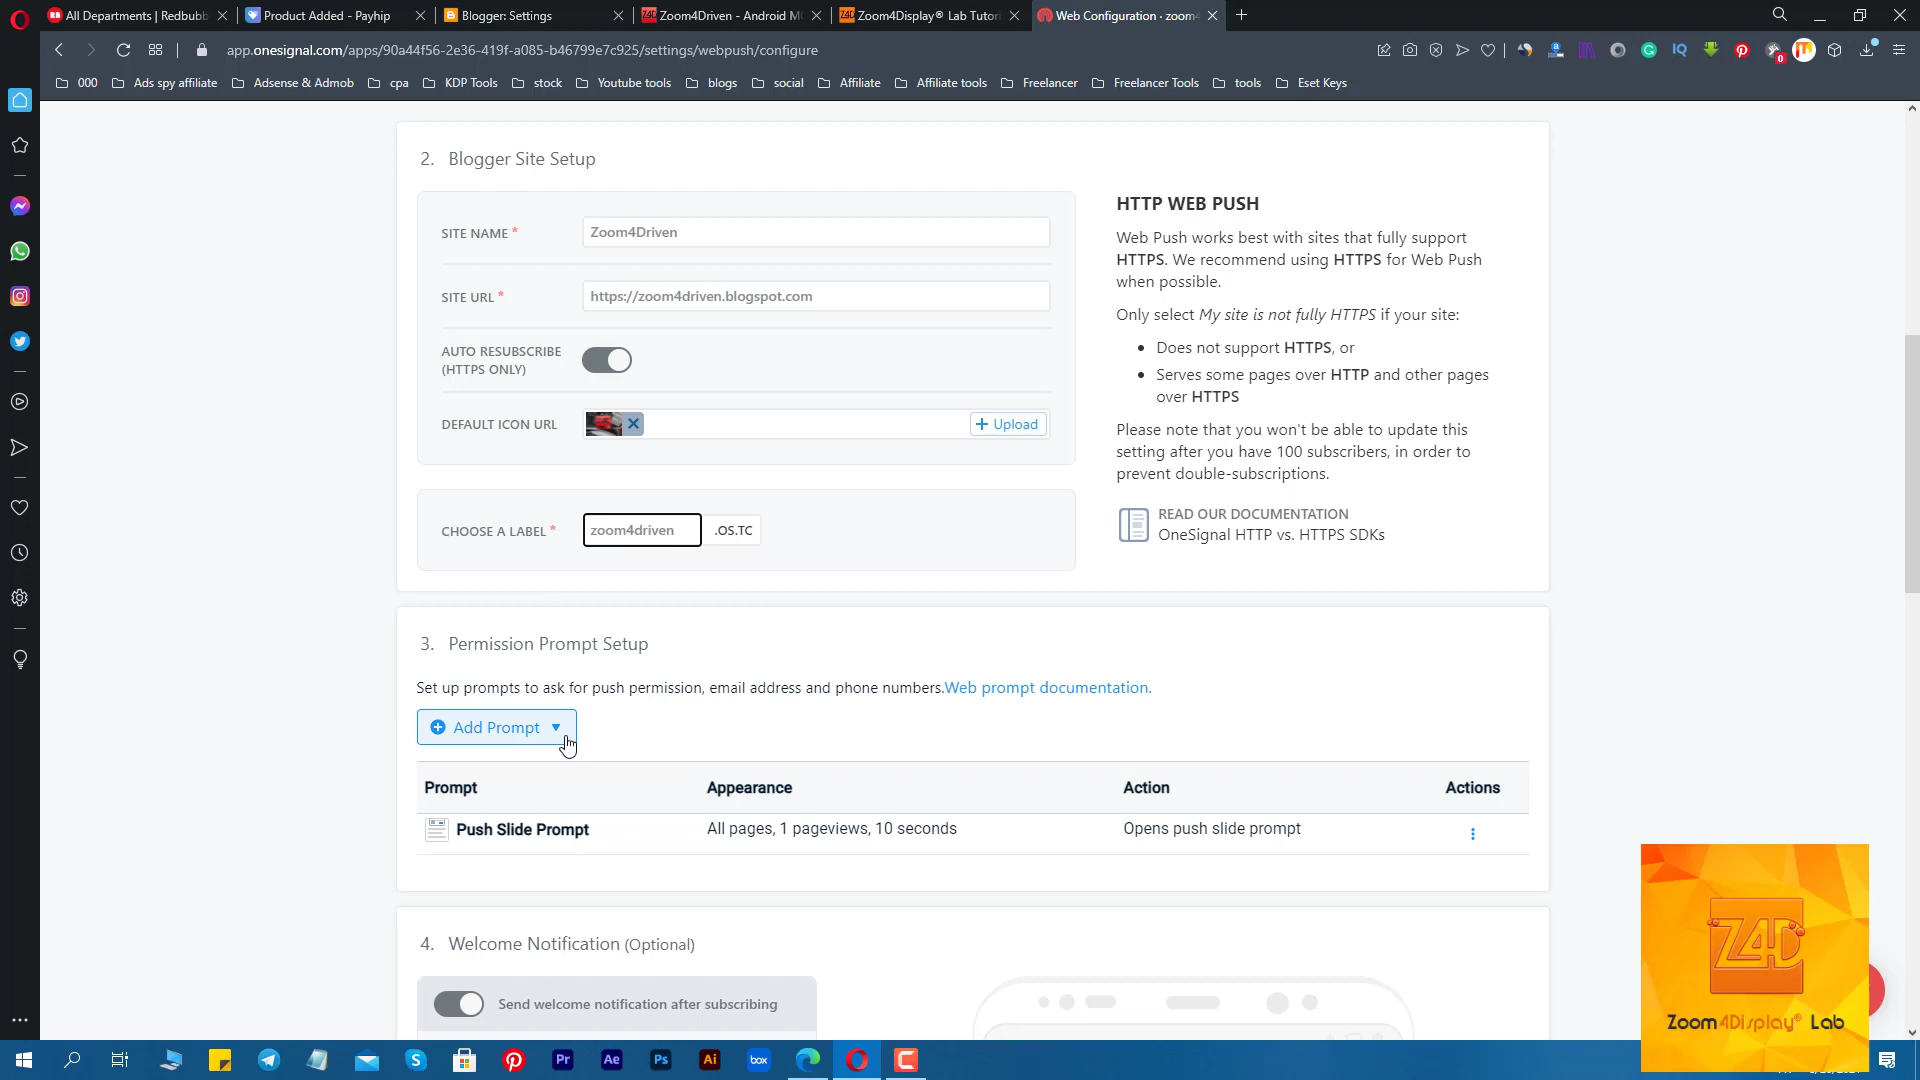 All Departments | Redbubb
Product Added - Payhip
Blogger: Settings
Zoom4Driven - Android M
Zoom4Display® Lab Tutori
Web Configuration · zoom4
app.onesignal.com/apps/90a44f56-2e36-419f-a085-b46799e7c925/settings/webpush/configure
IQ
0
000
Ads spy affiliate
Adsense & Admob
cpa
KDP Tools
stock
Youtube tools
blogs
social
Affiliate
Affiliate tools
Freelancer
Freelancer Tools
tools
Eset Keys
2. Blogger Site Setup
SITE NAME *
Zoom4Driven
SITE URL *
https://zoom4driven.blogspot.com
AUTO RESUBSCRIBE
(HTTPS ONLY)
DEFAULT ICON URL
Upload
CHOOSE A LABEL *
zoom4driven
.OS.TC
HTTP WEB PUSH
Web Push works best with sites that fully support
HTTPS. We recommend using HTTPS for Web Push
when possible.
Only select My site is not fully HTTPS if your site:
• Does not support HTTPS, or
• Serves some pages over HTTP and other pages
over HTTPS
Please note that you won't be able to update this
setting after you have 100 subscribers, in order to
prevent double-subscriptions.
READ OUR DOCUMENTATION
OneSignal HTTP vs. HTTPS SDKs
3. Permission Prompt Setup
Set up prompts to ask for push permission, email address and phone numbers.Web prompt documentation.
Add Prompt
Prompt
Appearance
Action
Actions
Push Slide Prompt
All pages, 1 pageviews, 10 seconds
Opens push slide prompt
4. Welcome Notification (Optional)
Send welcome notification after subscribing
Z4D
Zoom4Display® Lab
Pr
Ae
Ps
Ai
box